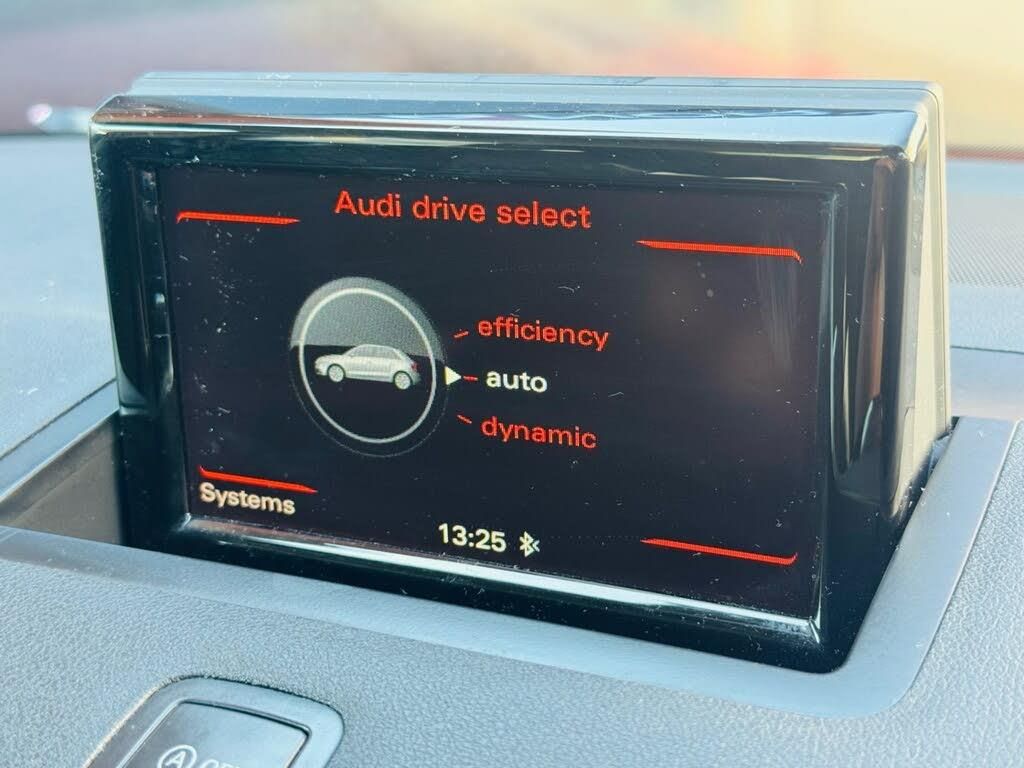 Audi drive select
efficiency
auto
dynamic
Systems
13:25
A